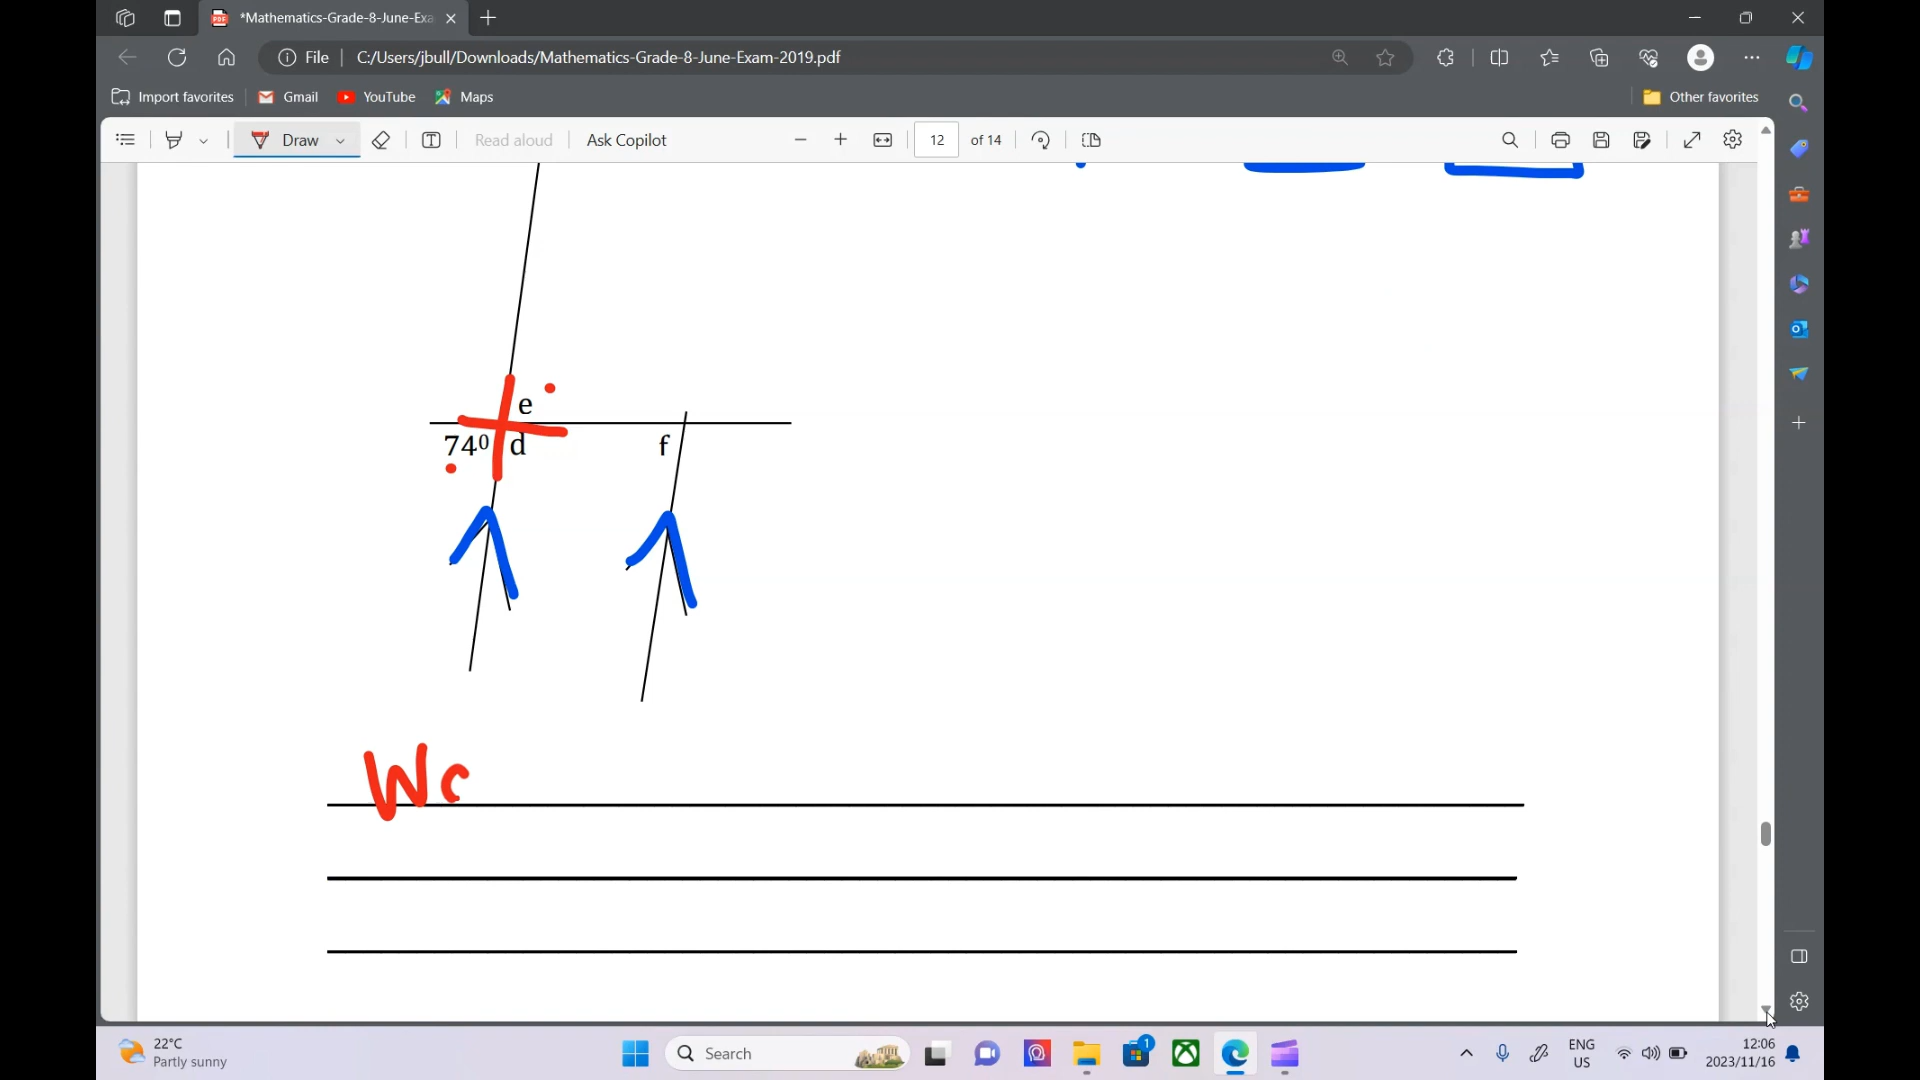 *Mathematics-Grade-8-June-Exa
File
C:/Users/jbull/Downloads/Mathematics-Grade-8-June-Exam-2019.pdf
Import favorites
Gmail
YouTube
Maps
Other favorites
Draw
Read aloud
Ask Copilot
12
of 14
e
74⁰
d
f
Wc
22°C
Partly sunny
Search
1
ENG
US
12:06
2023/11/16